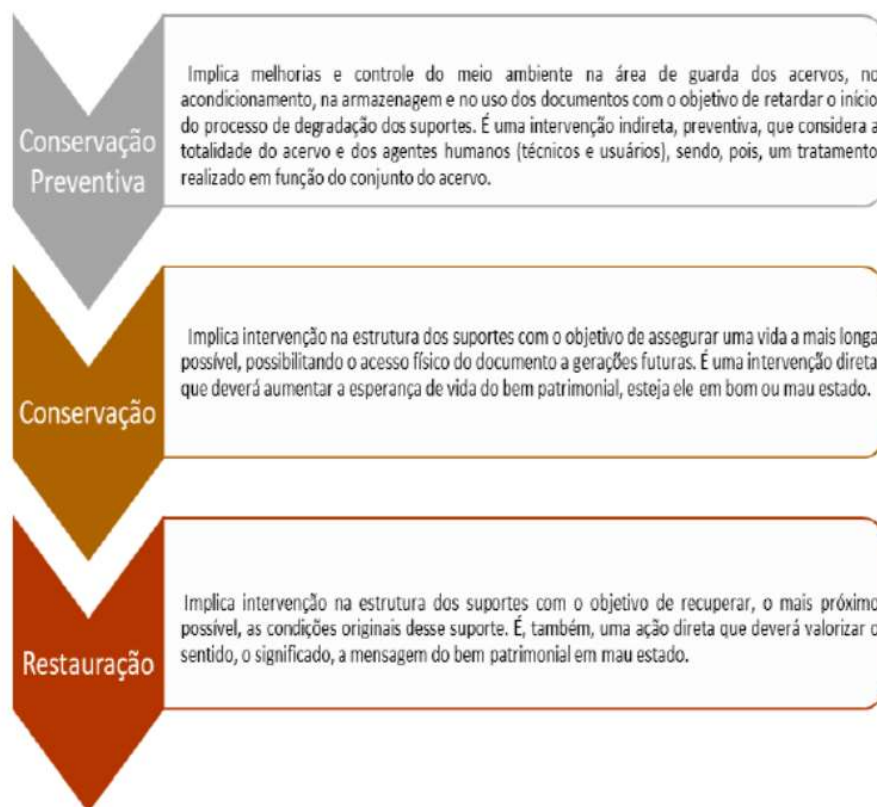 Conservação
Preventiva
Implica melhorias e controle do meio ambiente na área de guarda dos acervos, no
acondicionamento, na armazenagem e no uso dos documentos com o objetivo de retardar o início
do processo de degradação dos suportes. É uma intervenção indireta, preventiva, que considera a
totalidade do acervo e dos agentes humanos (técnicos e usuários), sendo, pois, um tratamento
realizado em função do conjunto do acervo.
Conservação
Implica intervenção na estrutura dos suportes com o objetivo de assegurar uma vida a mais longa
possível, possibilitando o acesso físico do documento a gerações futuras. É uma intervenção direta
que deverá aumentar a esperança de vida do bem patrimonial, esteja ele em bom ou mau estado.
Restauração
Implica intervenção na estrutura dos suportes com o objetivo de recuperar, o mais próximo
possível, as condições originais desse suporte. É, também, uma ação direta que deverá valorizar o
sentido, o significado, a mensagem do bem patrimonial em mau estado.